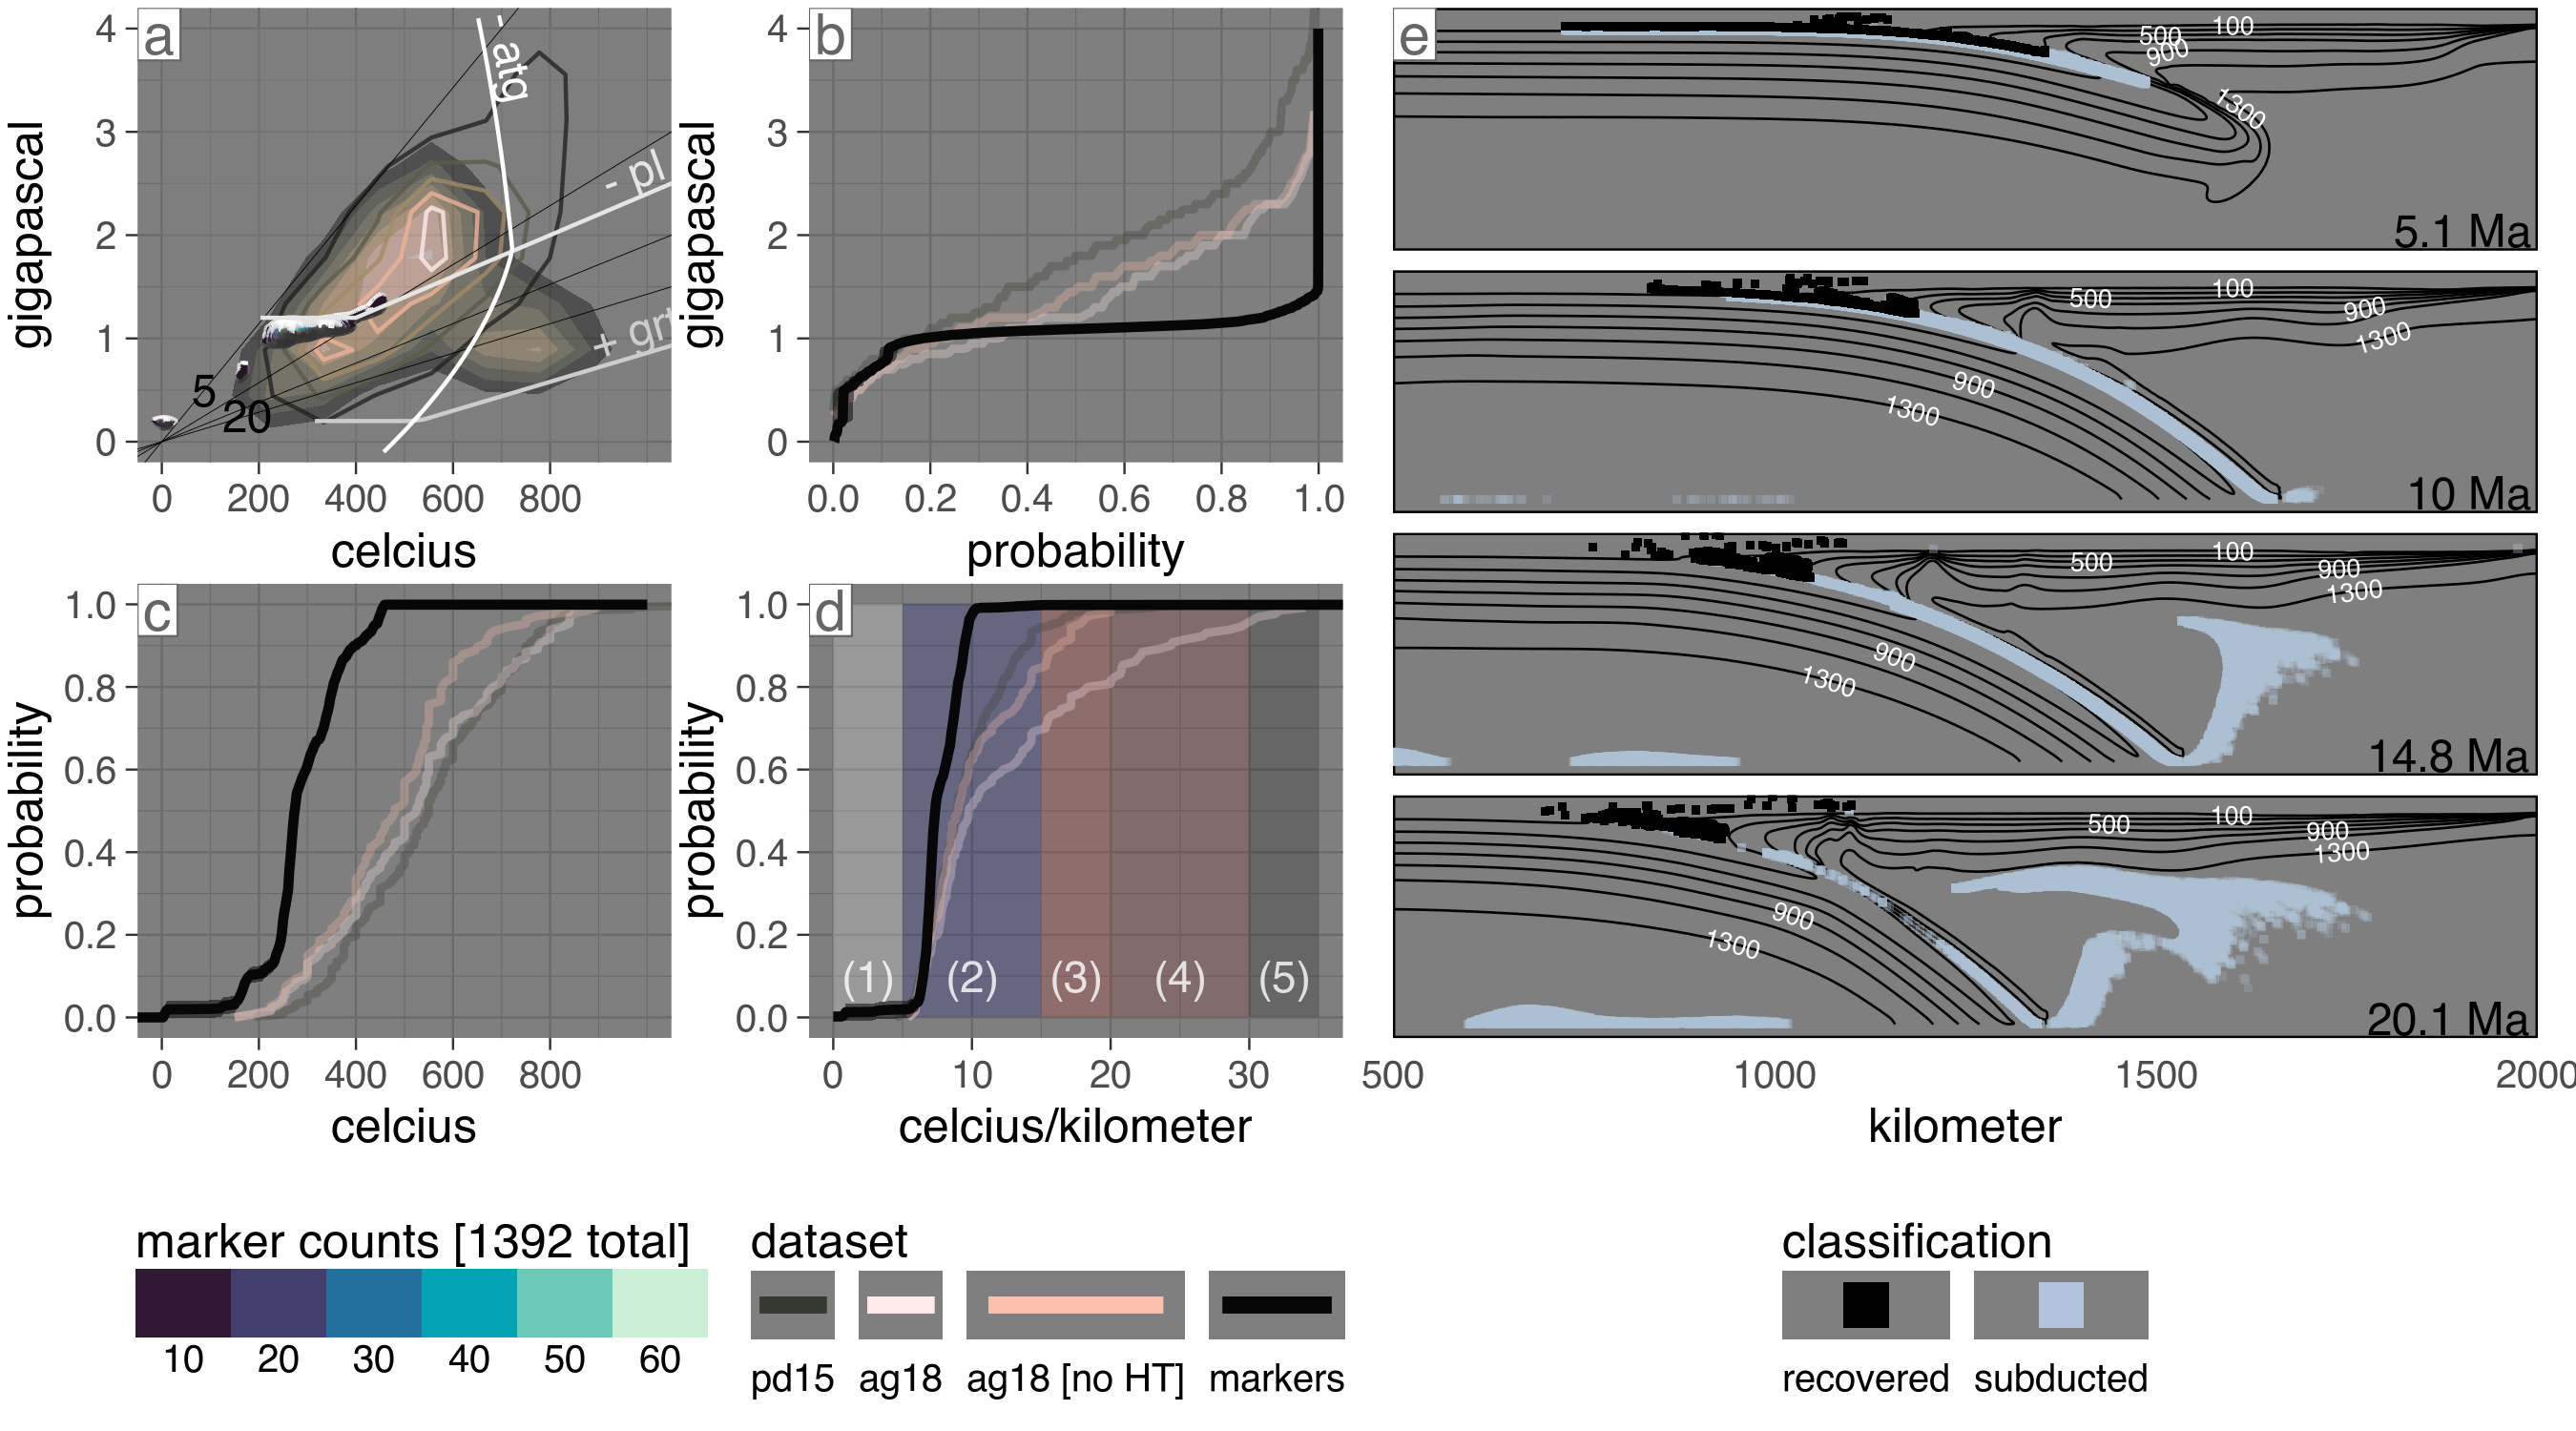 a
4
3
2
1
0
gigapascal
- atg
- pl
+ grt
5
20
0 200 400 600 800
celcius
b
4
3
2
1
0
gigapascal
0.0 0.2 0.4 0.6 0.8 1.0
probability
c
1.0
0.8
0.6
0.4
0.2
0.0
probability
0 200 400 600 800
celcius
d
1.0
0.8
0.6
0.4
0.2
0.0
probability
(1) (2) (3) (4) (5)
0 10 20 30
celcius/kilometer
e
100
500
900
1300
5.1 Ma
100
500
900
1300
900
1300
10 Ma
100
500
900
1300
900
1300
14.8 Ma
100
500
900
1300
900
1300
20.1 Ma
500 1000 1500 2000
kilometer
marker counts [1392 total]
10 20 30 40 50 60
dataset
pd15 ag18 ag18 [no HT] markers
classification
recovered subducted